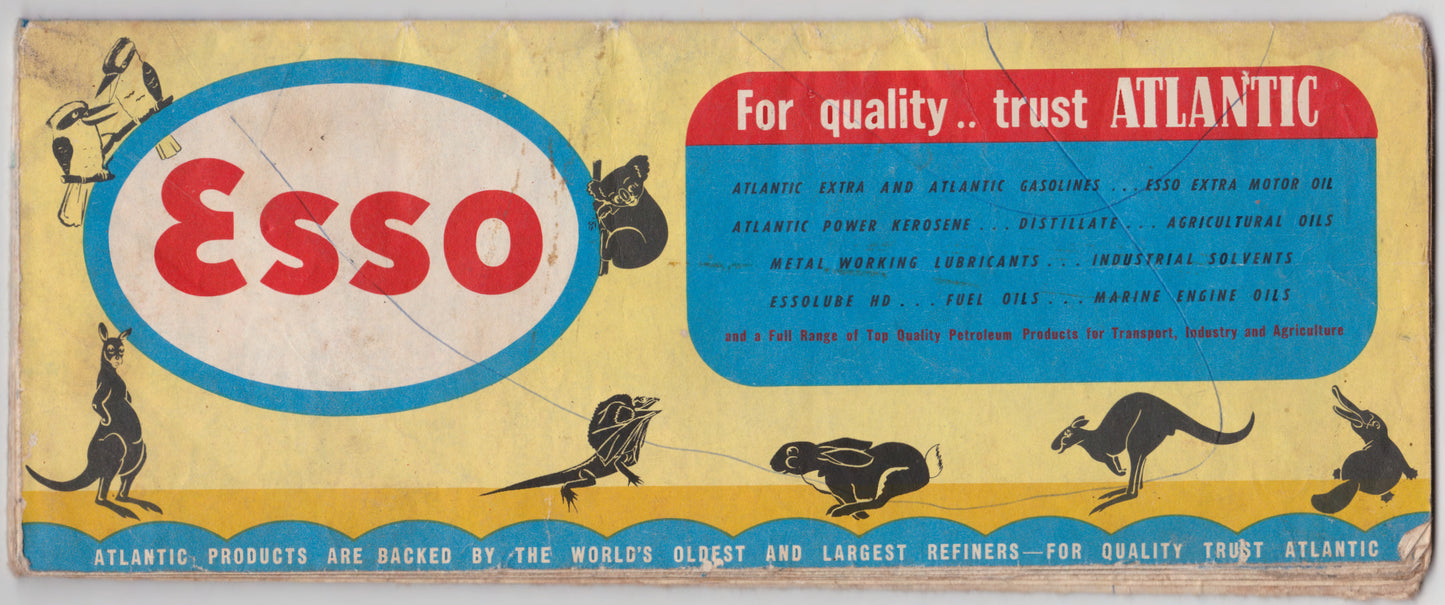 Esso
For quality.. trust ATLANTIC
ATLANTIC EXTRA AND ATLANTIC GASOLINES ... ESSO EXTRA MOTOR OIL
ATLANTIC POWER KEROSENE ... DISTILLATE ... AGRICULTURAL OILS
METAL WORKING LUBRICANTS ... INDUSTRIAL SOLVENTS
ESSOLUBE HD ... FUEL OILS ... MARINE ENGINE OILS
and a Full Range of Top Quality Petroleum Products for Transport, Industry and Agriculture
ATLANTIC PRODUCTS ARE BACKED BY THE WORLD'S OLDEST AND LARGEST REFINERS—FOR QUALITY TRUST ATLANTIC